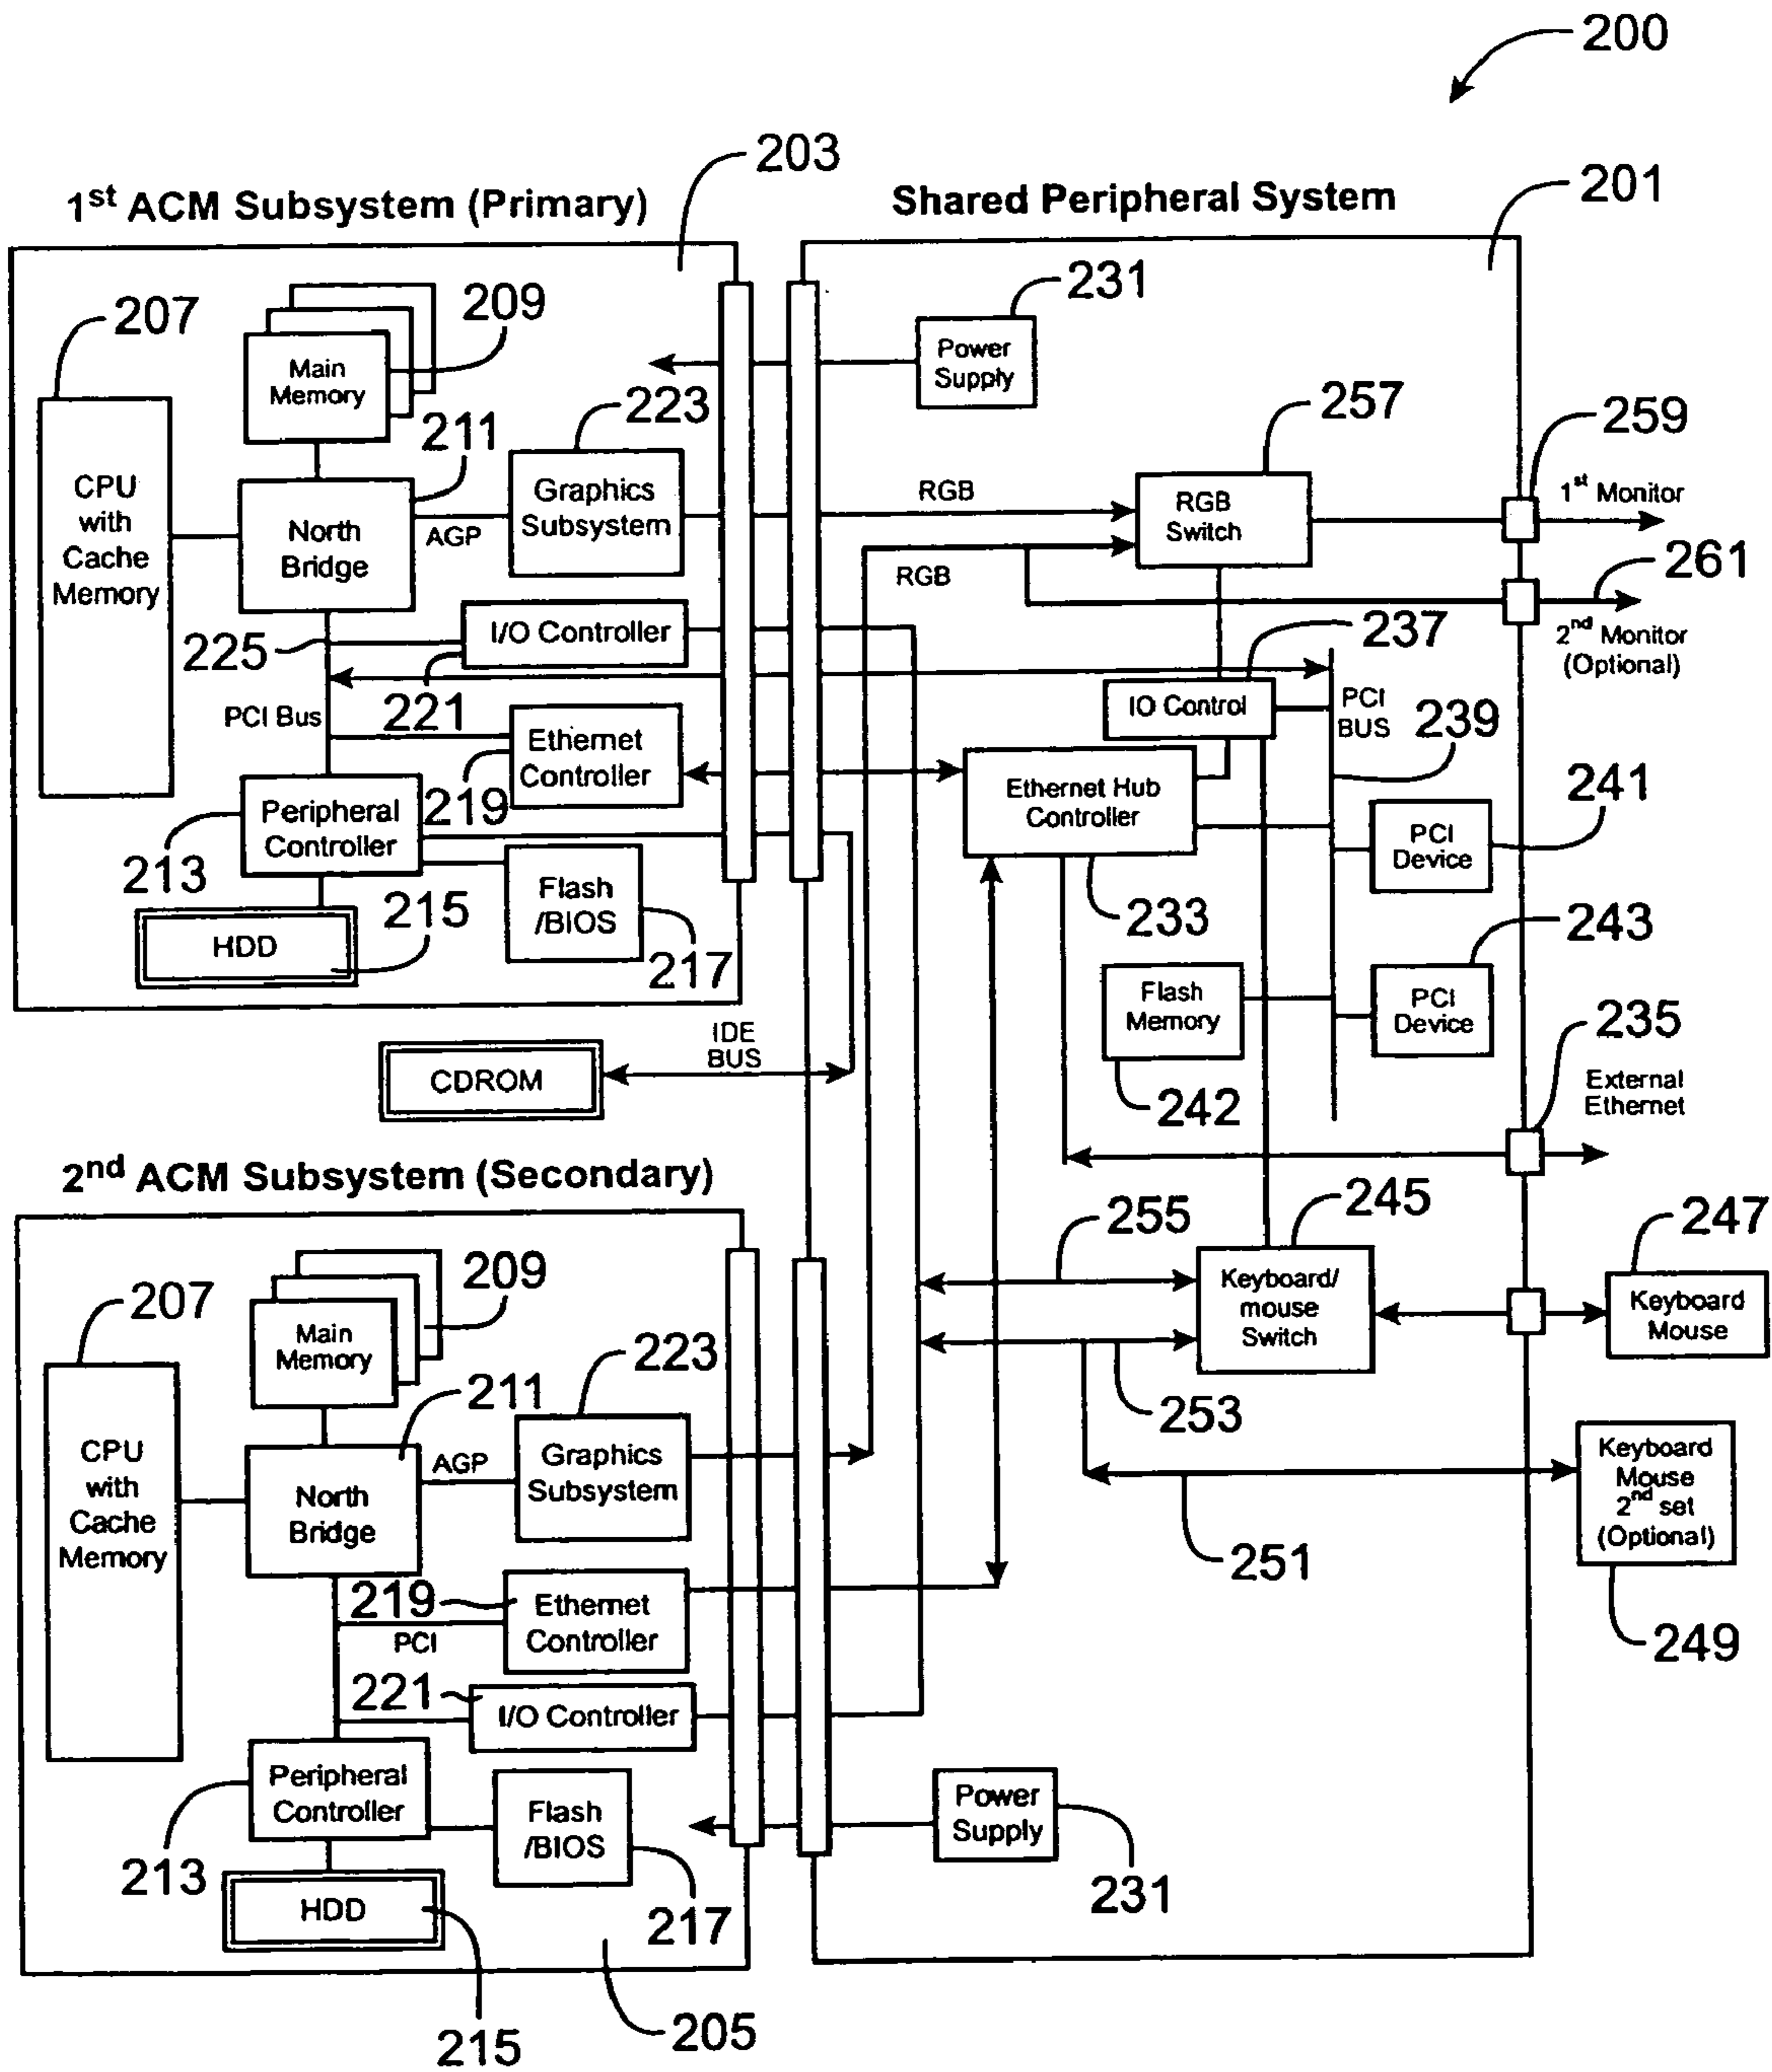 200
203
1st ACM Subsystem (Primary)
Shared Peripheral System
201
207
209
Main
Memory
211
223
231
Power
Supply
257
259
CPU
with
Cache
Memory
North
Bridge
AGP
Graphics
Subsystem
RGB
RGB
Switch
1st Monitor
RGB
261
2nd Monitor
(Optional)
225
I/O Controller
221
237
IO Control
PCI
BUS
239
PCI Bus
Ethernet
Controller
219
Ethernet Hub
Controller
241
PCI
Device
Peripheral
Controller
213
215
HDD
Flash
/BIOS
217
233
243
Flash
Memory
242
PCI
Device
235
External
Ethernet
IDE
BUS
CDROM
2nd ACM Subsystem (Secondary)
255
245
247
Keyboard/
mouse
Switch
Keyboard
Mouse
253
251
Keyboard
Mouse
2nd set
(Optional)
249
207
209
Main
Memory
211
223
CPU
with
Cache
Memory
North
Bridge
AGP
Graphics
Subsystem
219
PCI
Ethernet
Controller
221
I/O Controller
Peripheral
Controller
213
Flash
/BIOS
217
HDD
215
205
Power
Supply
231